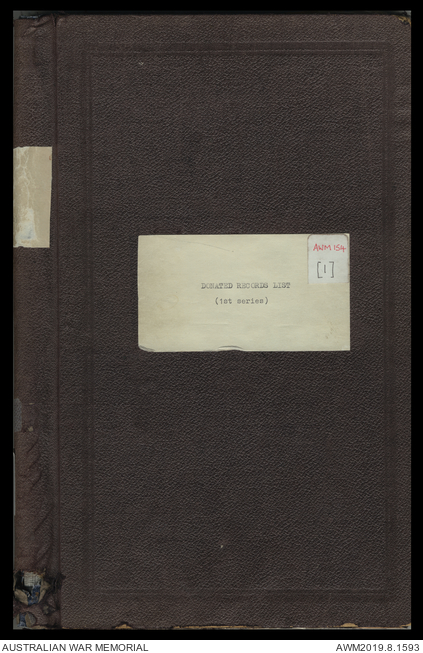 AWM 154
[1]
DONATED RECORDS LIST
(1st series)
AUSTRALIAN WAR MEMORIAL
AWM2019.8.1593